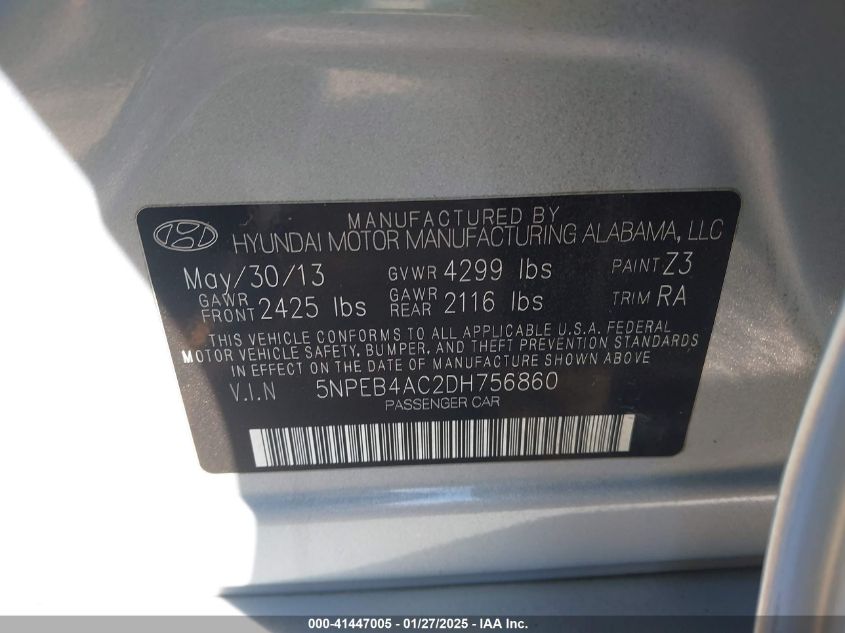 MANUFACTURED BY
HYUNDAI MOTOR MANUFACTURING ALABAMA, LLC
May/30/13 GVWR 4299 lbs PAINT Z3
GAWR FRONT 2425 lbs GAWR REAR 2116 lbs TRIM RA
THIS VEHICLE CONFORMS TO ALL APPLICABLE U.S.A. FEDERAL
MOTOR VEHICLE SAFETY, BUMPER, AND THEFT PREVENTION STANDARDS
IN EFFECT ON THE DATE OF MANUFACTURE SHOWN ABOVE.
V.I.N 5NPEB4AC2DH756860
PASSENGER CAR
000-41447005 - 01/27/2025 - IAA Inc.